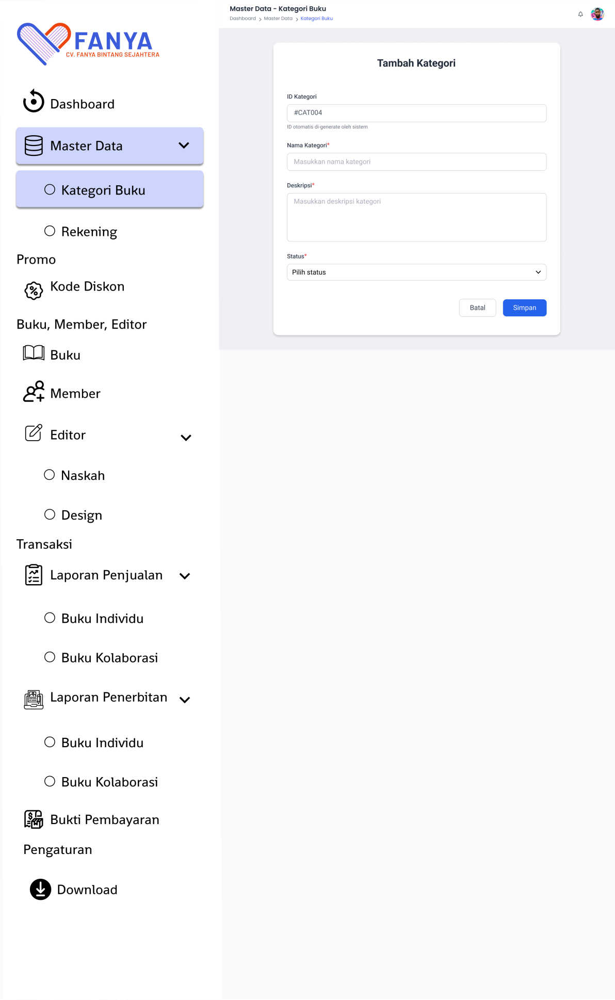 FANYA
CV. FANYA BINTANG SEJAHTERA
Dashboard
Master Data
Kategori Buku
Rekening
Promo
Kode Diskon
Buku, Member, Editor
Buku
Member
Editor
Naskah
Design
Transaksi
Laporan Penjualan
Buku Individu
Buku Kolaborasi
Laporan Penerbitan
Buku Individu
Buku Kolaborasi
Bukti Pembayaran
Pengaturan
Download
Master Data - Kategori Buku
Dashboard > Master Data > Kategori Buku
Tambah Kategori
ID Kategori
#CAT004
ID otomatis di-generate oleh sistem
Nama Kategori*
Masukkan nama kategori
Deskripsi*
Masukkan deskripsi kategori
Status*
Pilih status
Batal
Simpan